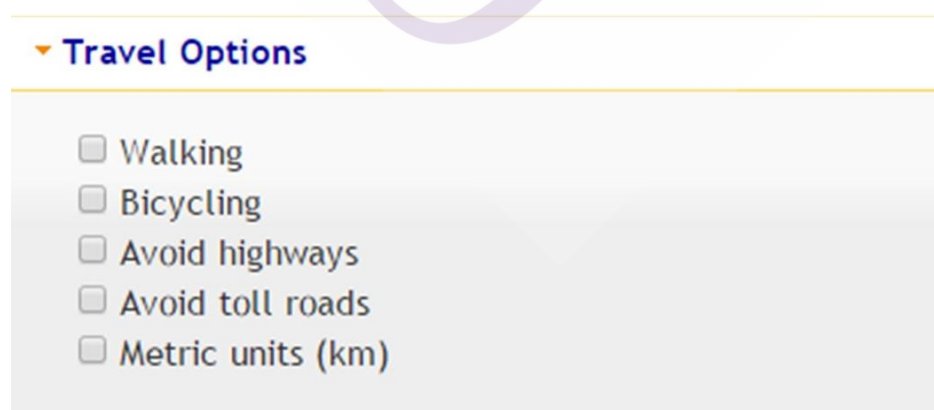 Travel Options
Walking
Bicycling
Avoid highways
Avoid toll roads
Metric units (km)